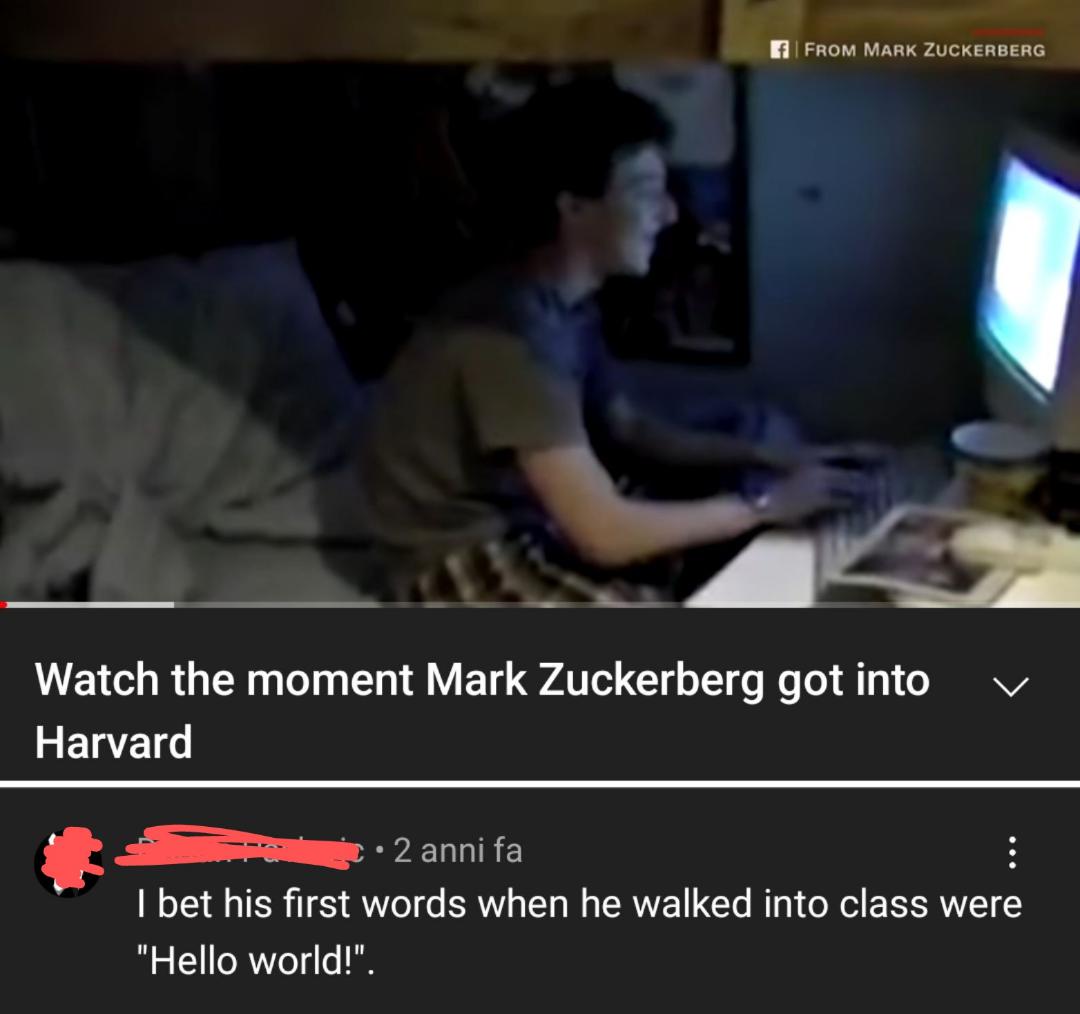 FROM MARK ZUCKERBERG
Watch the moment Mark Zuckerberg got into
Harvard
• 2 anni fa
I bet his first words when he walked into class were
"Hello world!".